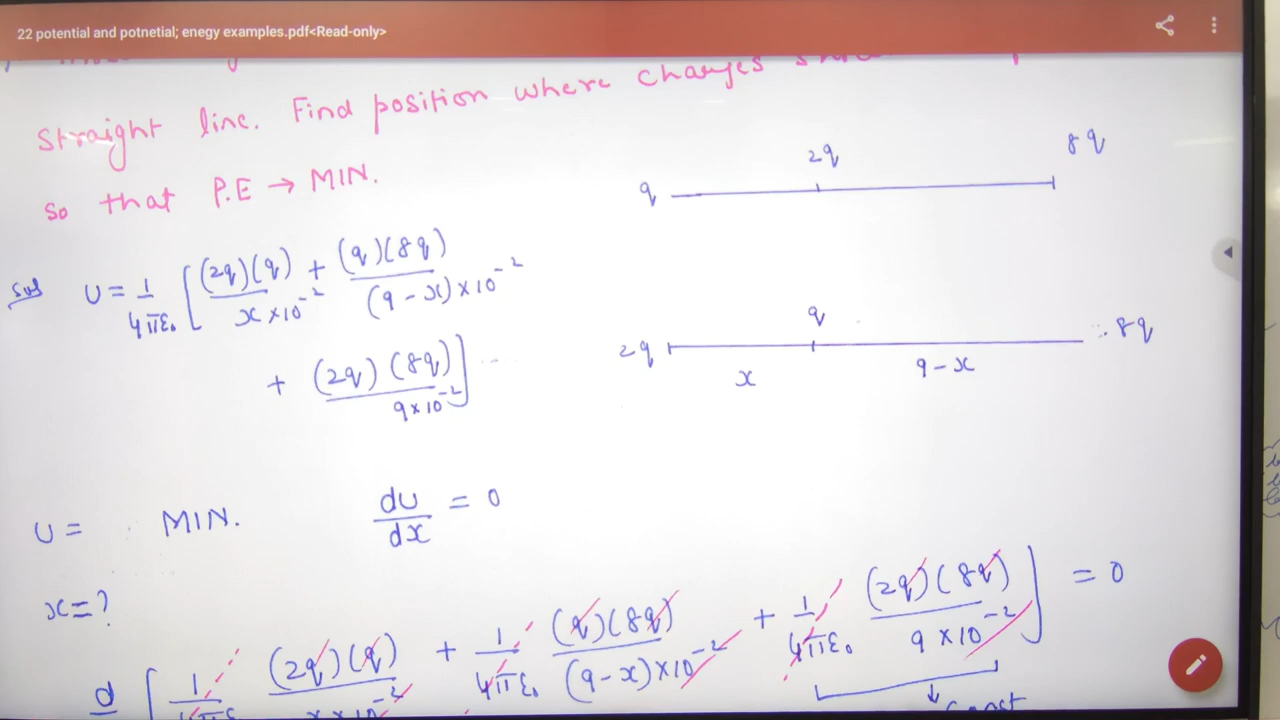 22 potential and potnetial; enegy examples.pdf<Read-only>
straight line. Find position where charges
so that P.E → MIN.
q 2q 8q
Sol U = 1/4πε₀ [(2q)(q)/x×10⁻² + (q)(8q)/(9-x)×10⁻²
+ (2q)(8q)/9×10⁻²]
2q q 8q
x 9-x
U = MIN. du/dx = 0
x = ?
d [1/4πε₀ (2q)(q)/x×10⁻² + 1/4πε₀ (q)(8q)/(9-x)×10⁻² + 1/4πε₀ (2q)(8q)/9×10⁻²] = 0
const